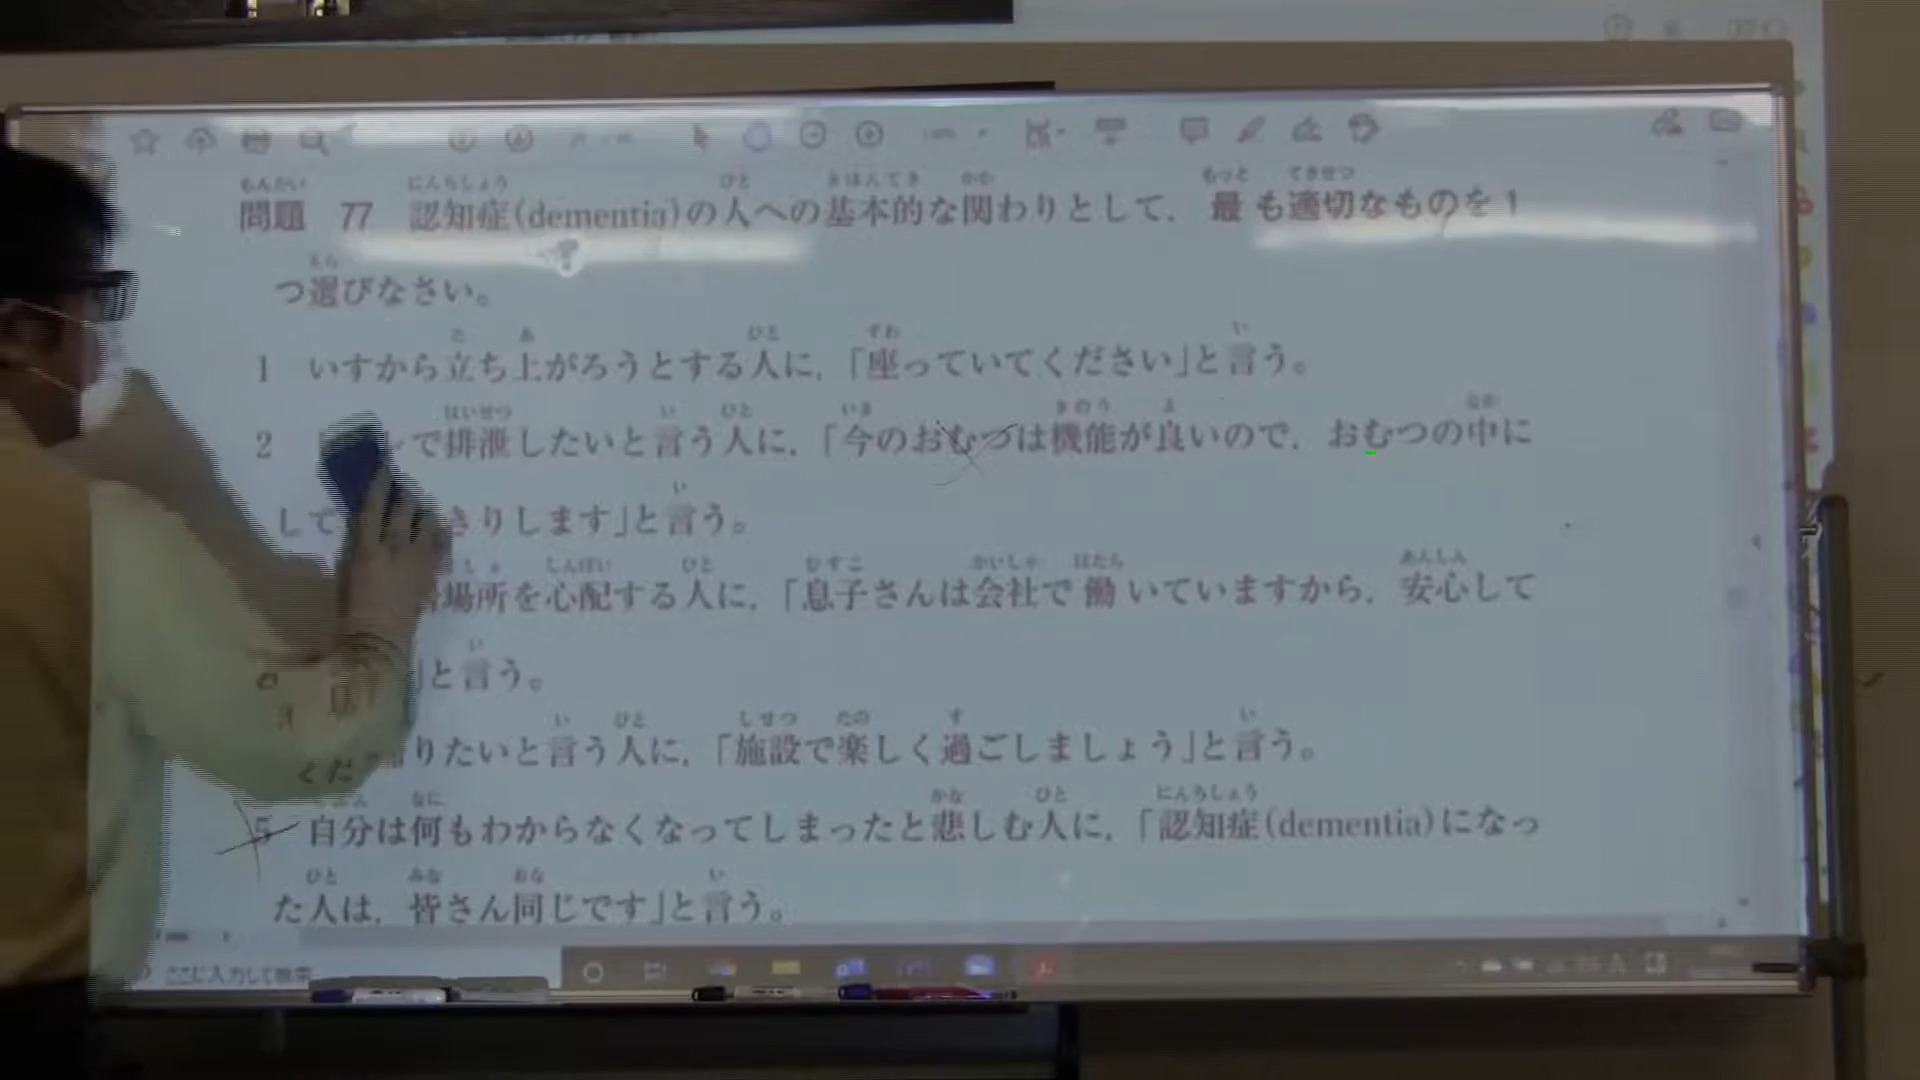 問題 77 認知症(dementia)の人への基本的な関わりとして，最も適切なものを1
つ選びなさい。
1 いすから立ち上がろうとする人に，「座っていてください」と言う。
2 で排泄したいと言う人に，「今のおむつは機能が良いので，おむつの中に
して きりします」と言う。
場所を心配する人に，「息子さんは会社で働いていますから，安心して
」と言う。
りたいと言う人に，「施設で楽しく過ごしましょう」と言う。
5 自分は何もわからなくなってしまったと悲しむ人に，「認知症(dementia)になっ
た人は，皆さん同じです」と言う。
ここに入力して検索